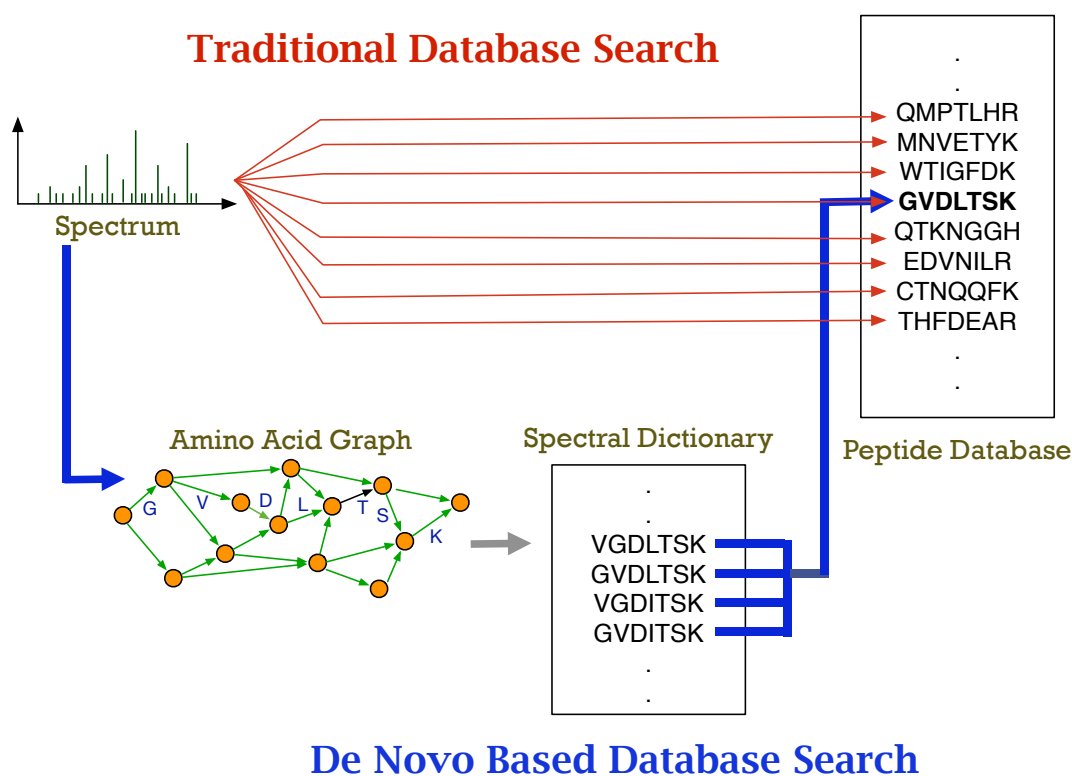 Traditional Database Search
.
.
QMPTLHR
MNVETYK
WTIGFDK
GVDLTSK
QTKNGGH
EDVNILR
CTNQQFK
THFDEAR
.
.
Peptide Database
Spectrum
Amino Acid Graph
G
V
D
L
T
S
K
Spectral Dictionary
.
.
VGDLTSK
GVDLTSK
VGDITSK
GVDITSK
.
.
De Novo Based Database Search